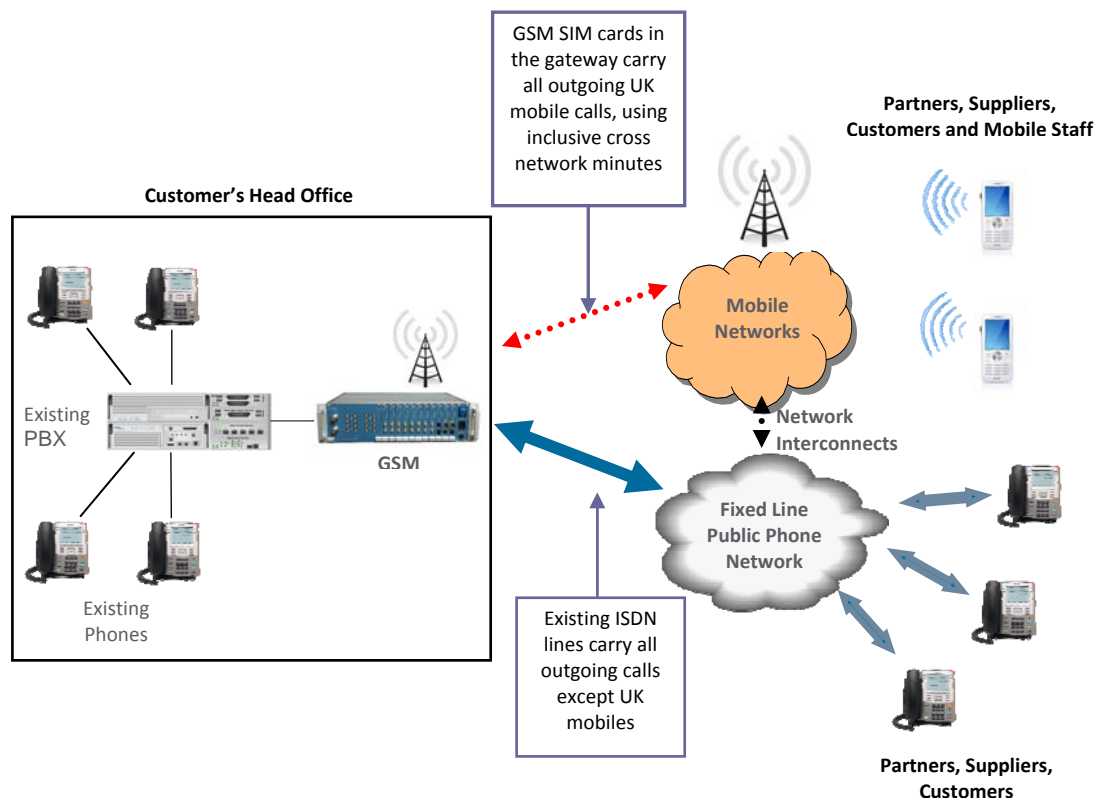 GSM SIM cards in
the gateway carry
all outgoing UK
mobile calls, using
inclusive cross
network minutes
Partners, Suppliers,
Customers and Mobile Staff
Customer’s Head Office
Mobile
Networks
Existing
PBX
GSM
Network
Interconnects
Fixed Line
Public Phone
Network
Existing
Phones
Existing ISDN
lines carry all
outgoing calls
except UK
mobiles
Partners, Suppliers,
Customers